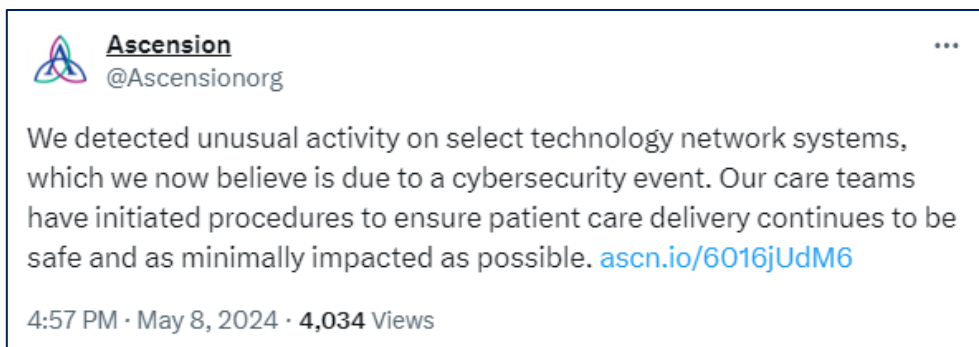 Ascension
@Ascensionorg
We detected unusual activity on select technology network systems,
which we now believe is due to a cybersecurity event. Our care teams
have initiated procedures to ensure patient care delivery continues to be
safe and as minimally impacted as possible. ascn.io/6016jUdM6
4:57 PM · May 8, 2024 · 4,034 Views